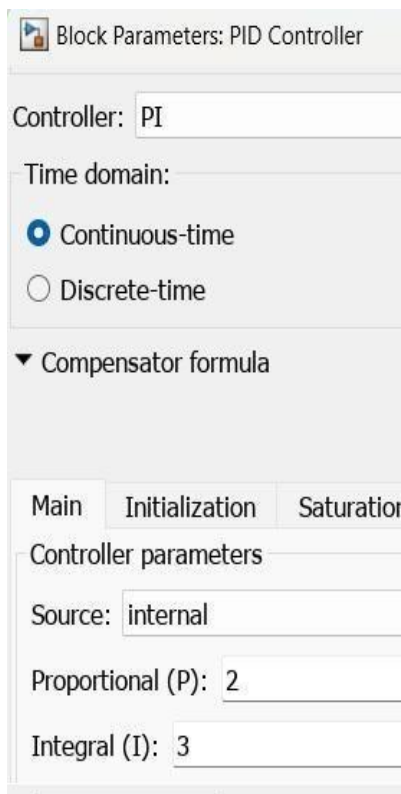 Block Parameters: PID Controller
Controller: PI
Time domain:
Continuous-time
Discrete-time
Compensator formula
Main Initialization Saturation
Controller parameters
Source: internal
Proportional (P): 2
Integral (I): 3